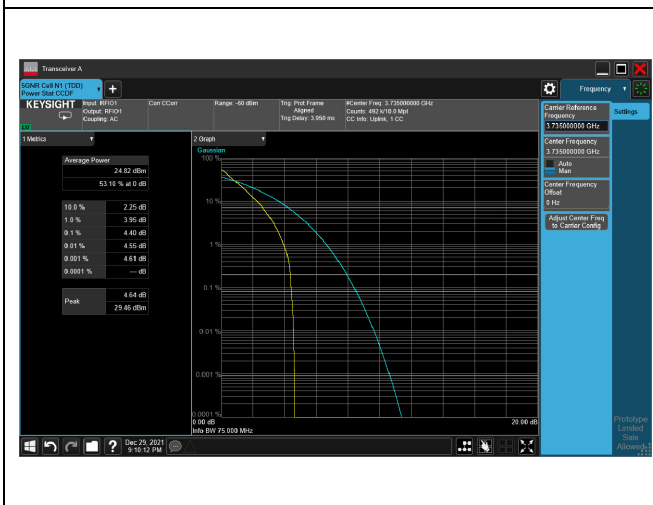 Transceiver A
5GNR Cell N1 (TDD)
Power Stat CCDF
Frequency
KEYSIGHT
Input: RFIO1
Output: RFIO1
Coupling: AC
Corr CCorr
Range: -60 dBm
Trig: Prot Frame
Aligned
Trig Delay: 3.950 ms
#Center Freq: 3.735000000 GHz
Counts: 492 k/10.0 Mpt
CC Info: Uplink, 1 CC
1 Metrics
Average Power
24.82 dBm
53.10 % at 0 dB
10.0 % 2.25 dB
1.0 % 3.95 dB
0.1 % 4.40 dB
0.01 % 4.55 dB
0.001 % 4.61 dB
0.0001 % --- dB
Peak
4.64 dB
29.46 dBm
2 Graph
Gaussian
100 %
10 %
1 %
0.1 %
0.01 %
0.001 %
0.0001 %
0.00 dB
20.00 dB
Info BW 75.000 MHz
Carrier Reference
Frequency
3.735000000 GHz
Settings
Center Frequency
3.735000000 GHz
Auto
Man
Center Frequency
Offset
0 Hz
Adjust Center Freq
to Carrier Config
Prototype
Limited
Sale
Allowed
?
Dec 29, 2021
9:10:12 PM